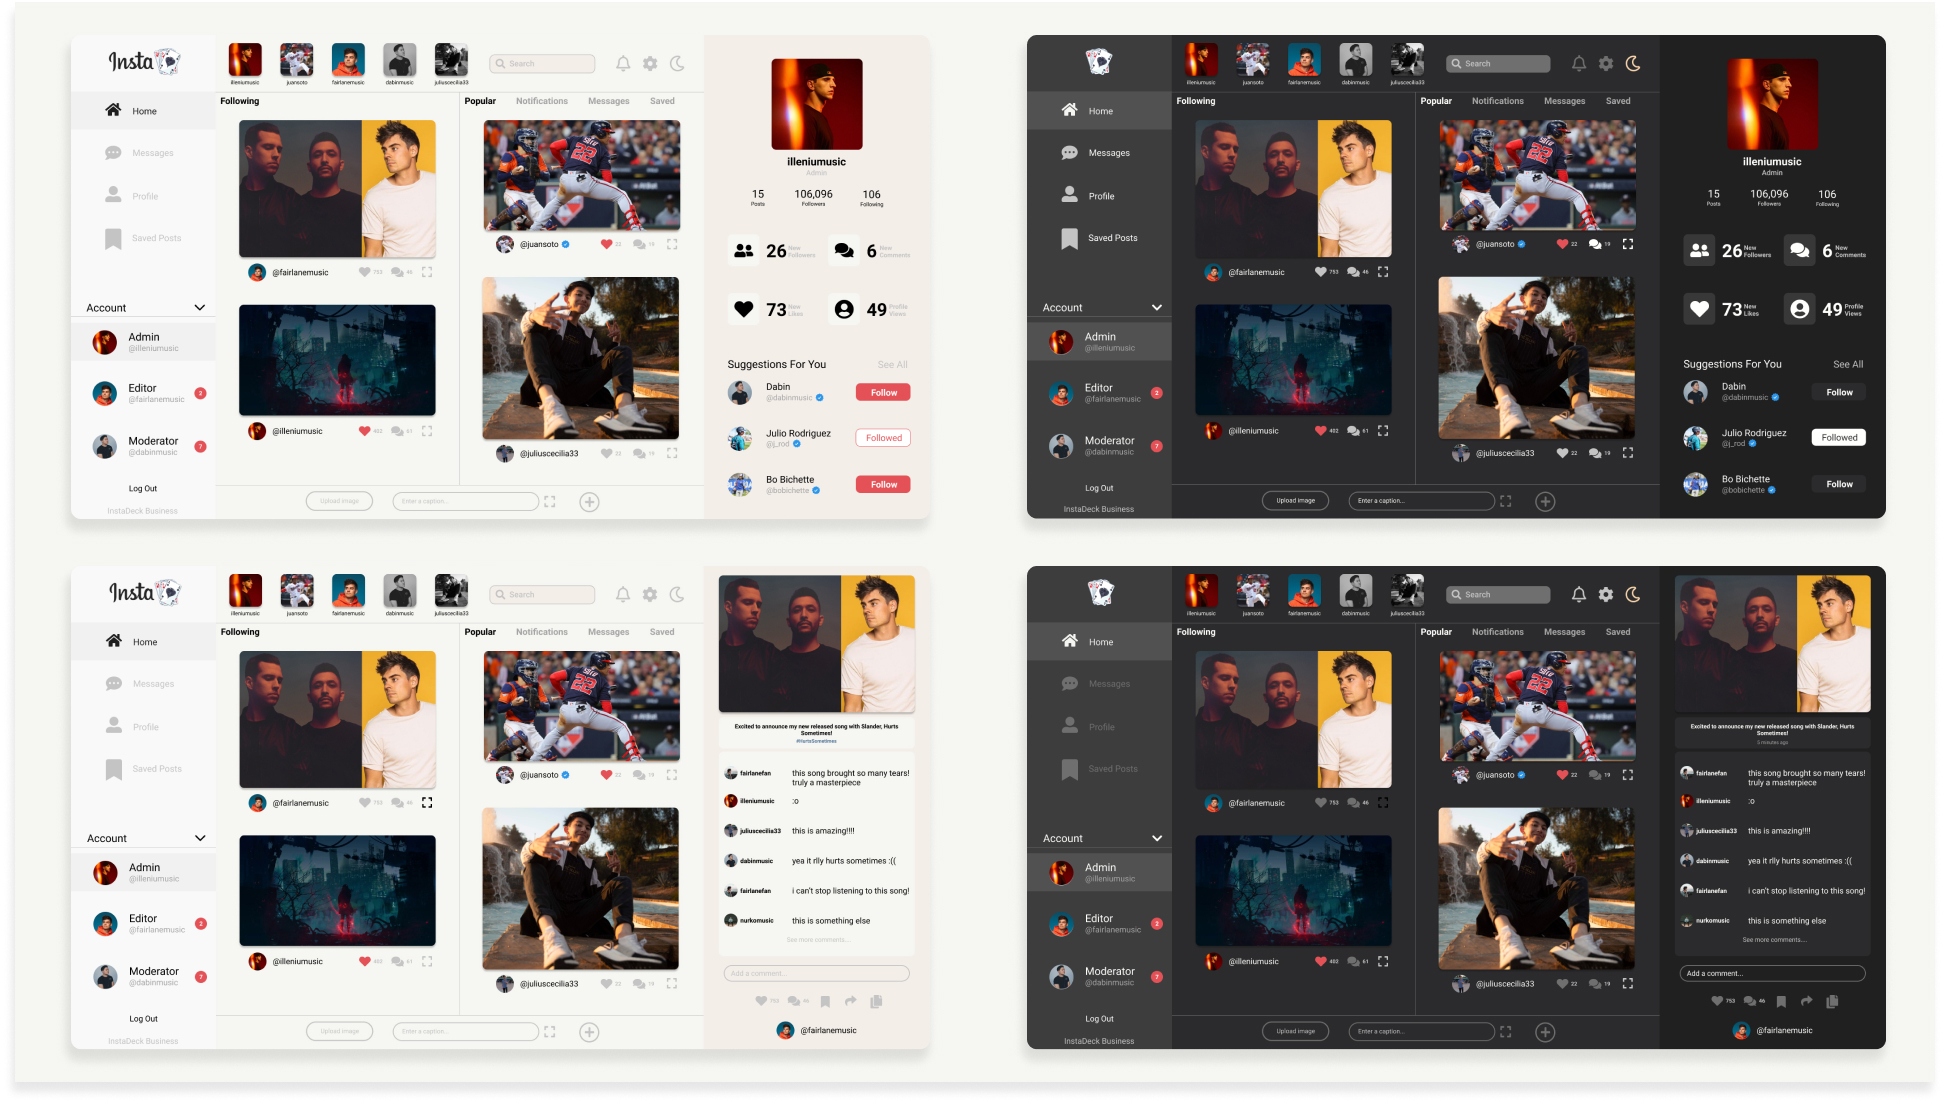 Insta
illeniumusic
juansoto
fairlanemusic
dabinmusic
juliuscecilia33
Search
Home
Messages
Profile
Saved Posts
Account
Admin
@illeniumusic
Editor
@fairlanemusic
2
Moderator
@dabinmusic
7
Log Out
InstaDeck Business
Following
@fairlanemusic
753
46
@illeniumusic
402
61
Popular Notifications Messages Saved
22
@juansoto
22
19
@juliuscecilia33
22
19
Upload image
Enter a caption...
illeniumusic
Admin
15 106,096 106
Posts Followers Following
26 New Followers
6 New Comments
73 New Likes
49 Profile Views
Suggestions For You See All
Dabin
@dabinmusic
Follow
Julio Rodriguez
@j_rod
Followed
Bo Bichette
@bobichette
Follow
illeniumusic
juansoto
fairlanemusic
dabinmusic
juliuscecilia33
Search
Home
Messages
Profile
Saved Posts
Account
Admin
@illeniumusic
Editor
@fairlanemusic
2
Moderator
@dabinmusic
7
Log Out
InstaDeck Business
Following
@fairlanemusic
753
46
@illeniumusic
402
61
Popular Notifications Messages Saved
22
@juansoto
22
19
@juliuscecilia33
22
19
Upload image
Enter a caption...
illeniumusic
Admin
15 106,096 106
Posts Followers Following
26 New Followers
6 New Comments
73 New Likes
49 Profile Views
Suggestions For You See All
Dabin
@dabinmusic
Follow
Julio Rodriguez
@j_rod
Followed
Bo Bichette
@bobichette
Follow
Insta
illeniumusic
juansoto
fairlanemusic
dabinmusic
juliuscecilia33
Search
Home
Messages
Profile
Saved Posts
Account
Admin
@illeniumusic
Editor
@fairlanemusic
2
Moderator
@dabinmusic
7
Log Out
InstaDeck Business
Following
@fairlanemusic
753
46
@illeniumusic
402
61
Popular Notifications Messages Saved
22
@juansoto
22
19
@juliuscecilia33
22
19
Upload image
Enter a caption...
Excited to announce my new released song with Slander, Hurts
Sometimes!
#HurtsSometimes
fairlanefan this song brought so many tears!
truly a masterpiece
illeniumusic :o
juliuscecilia33 this is amazing!!!!
dabinmusic yea it rlly hurts sometimes :((
fairlanefan i can't stop listening to this song!
nurkomusic this is something else
See more comments....
Add a comment...
753
46
@fairlanemusic
illeniumusic
juansoto
fairlanemusic
dabinmusic
juliuscecilia33
Search
Home
Messages
Profile
Saved Posts
Account
Admin
@illeniumusic
Editor
@fairlanemusic
2
Moderator
@dabinmusic
7
Log Out
InstaDeck Business
Following
@fairlanemusic
753
46
@illeniumusic
402
61
Popular Notifications Messages Saved
22
@juansoto
22
19
@juliuscecilia33
22
19
Upload image
Enter a caption...
Excited to announce my new released song with Slander, Hurts
Sometimes!
3 minutes ago
fairlanefan this song brought so many tears!
truly a masterpiece
illeniumusic :o
juliuscecilia33 this is amazing!!!!
dabinmusic yea it rlly hurts sometimes :((
fairlanefan i can't stop listening to this song!
nurkomusic this is something else
See more comments....
Add a comment...
753
46
@fairlanemusic